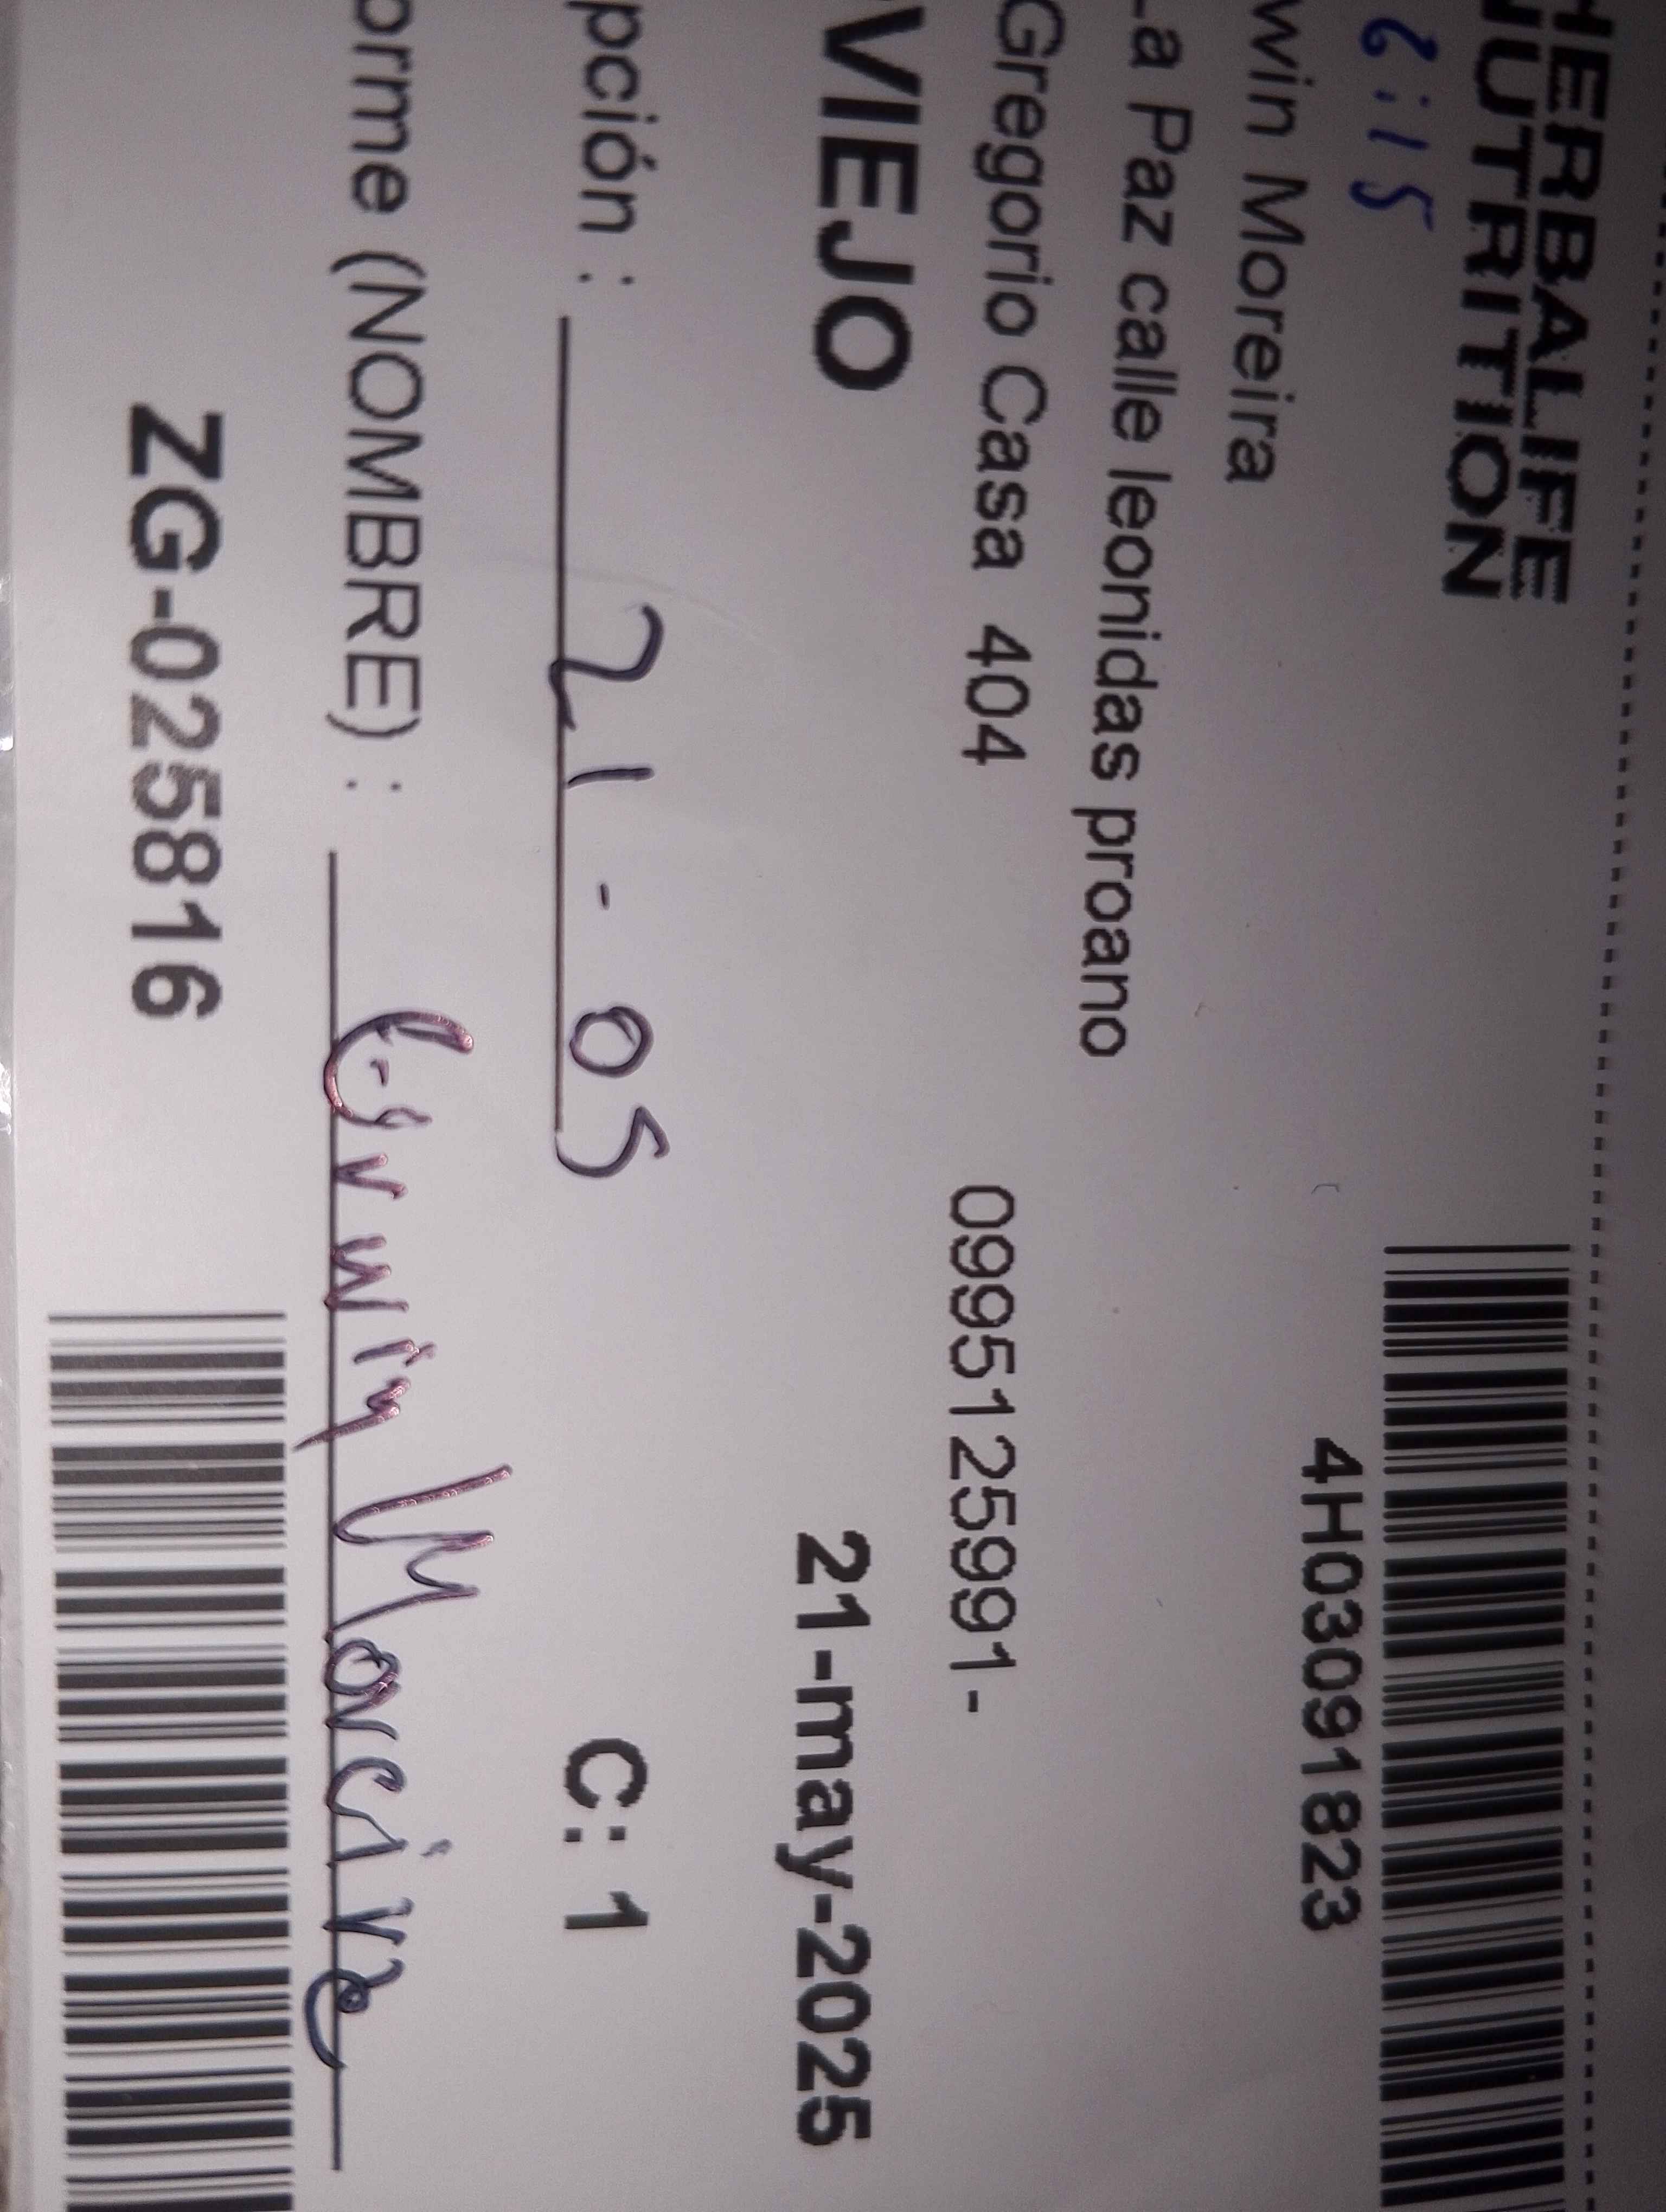 HERBALIFE
NUTRITION
6:15
4H03091823
win Moreira
La Paz calle leonidas proano
Gregorio Casa 404 0995125991-
VIEJO 21-may-2025
pción : 21-05 C: 1
orme (NOMBRE) : Erwin Moreira
ZG-025816